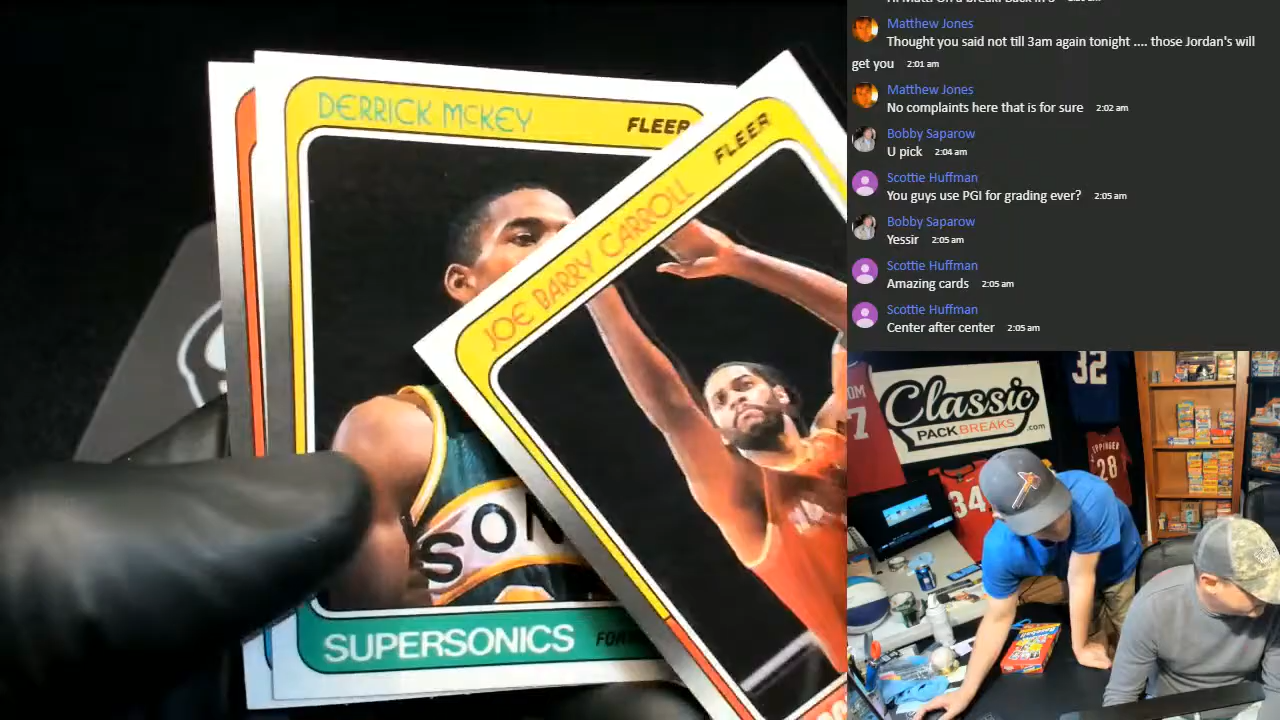 DERRICK McKEY
FLEER
FLEER
JOE BARRY CARROLL
SON
SUPERSONICS
Matthew Jones
Thought you said not till 3am again tonight .... those Jordan's will
get you 2:01 am
Matthew Jones
No complaints here that is for sure 2:02 am
Bobby Saparow
U pick 2:04 am
Scottie Huffman
You guys use PGI for grading ever? 2:05 am
Bobby Saparow
Yessir 2:05 am
Scottie Huffman
Amazing cards 2:05 am
Scottie Huffman
Center after center 2:05 am
Classic
PACK BREAKS .com
32
7
34
28